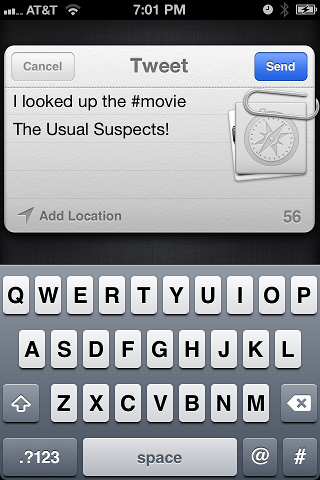 AT&T 7:01 PM
Cancel Tweet Send
I looked up the #movie
The Usual Suspects!
Add Location 56
Q W E R T Y U I O P
A S D F G H J K L
Z X C V B N M
.?123 space @ #